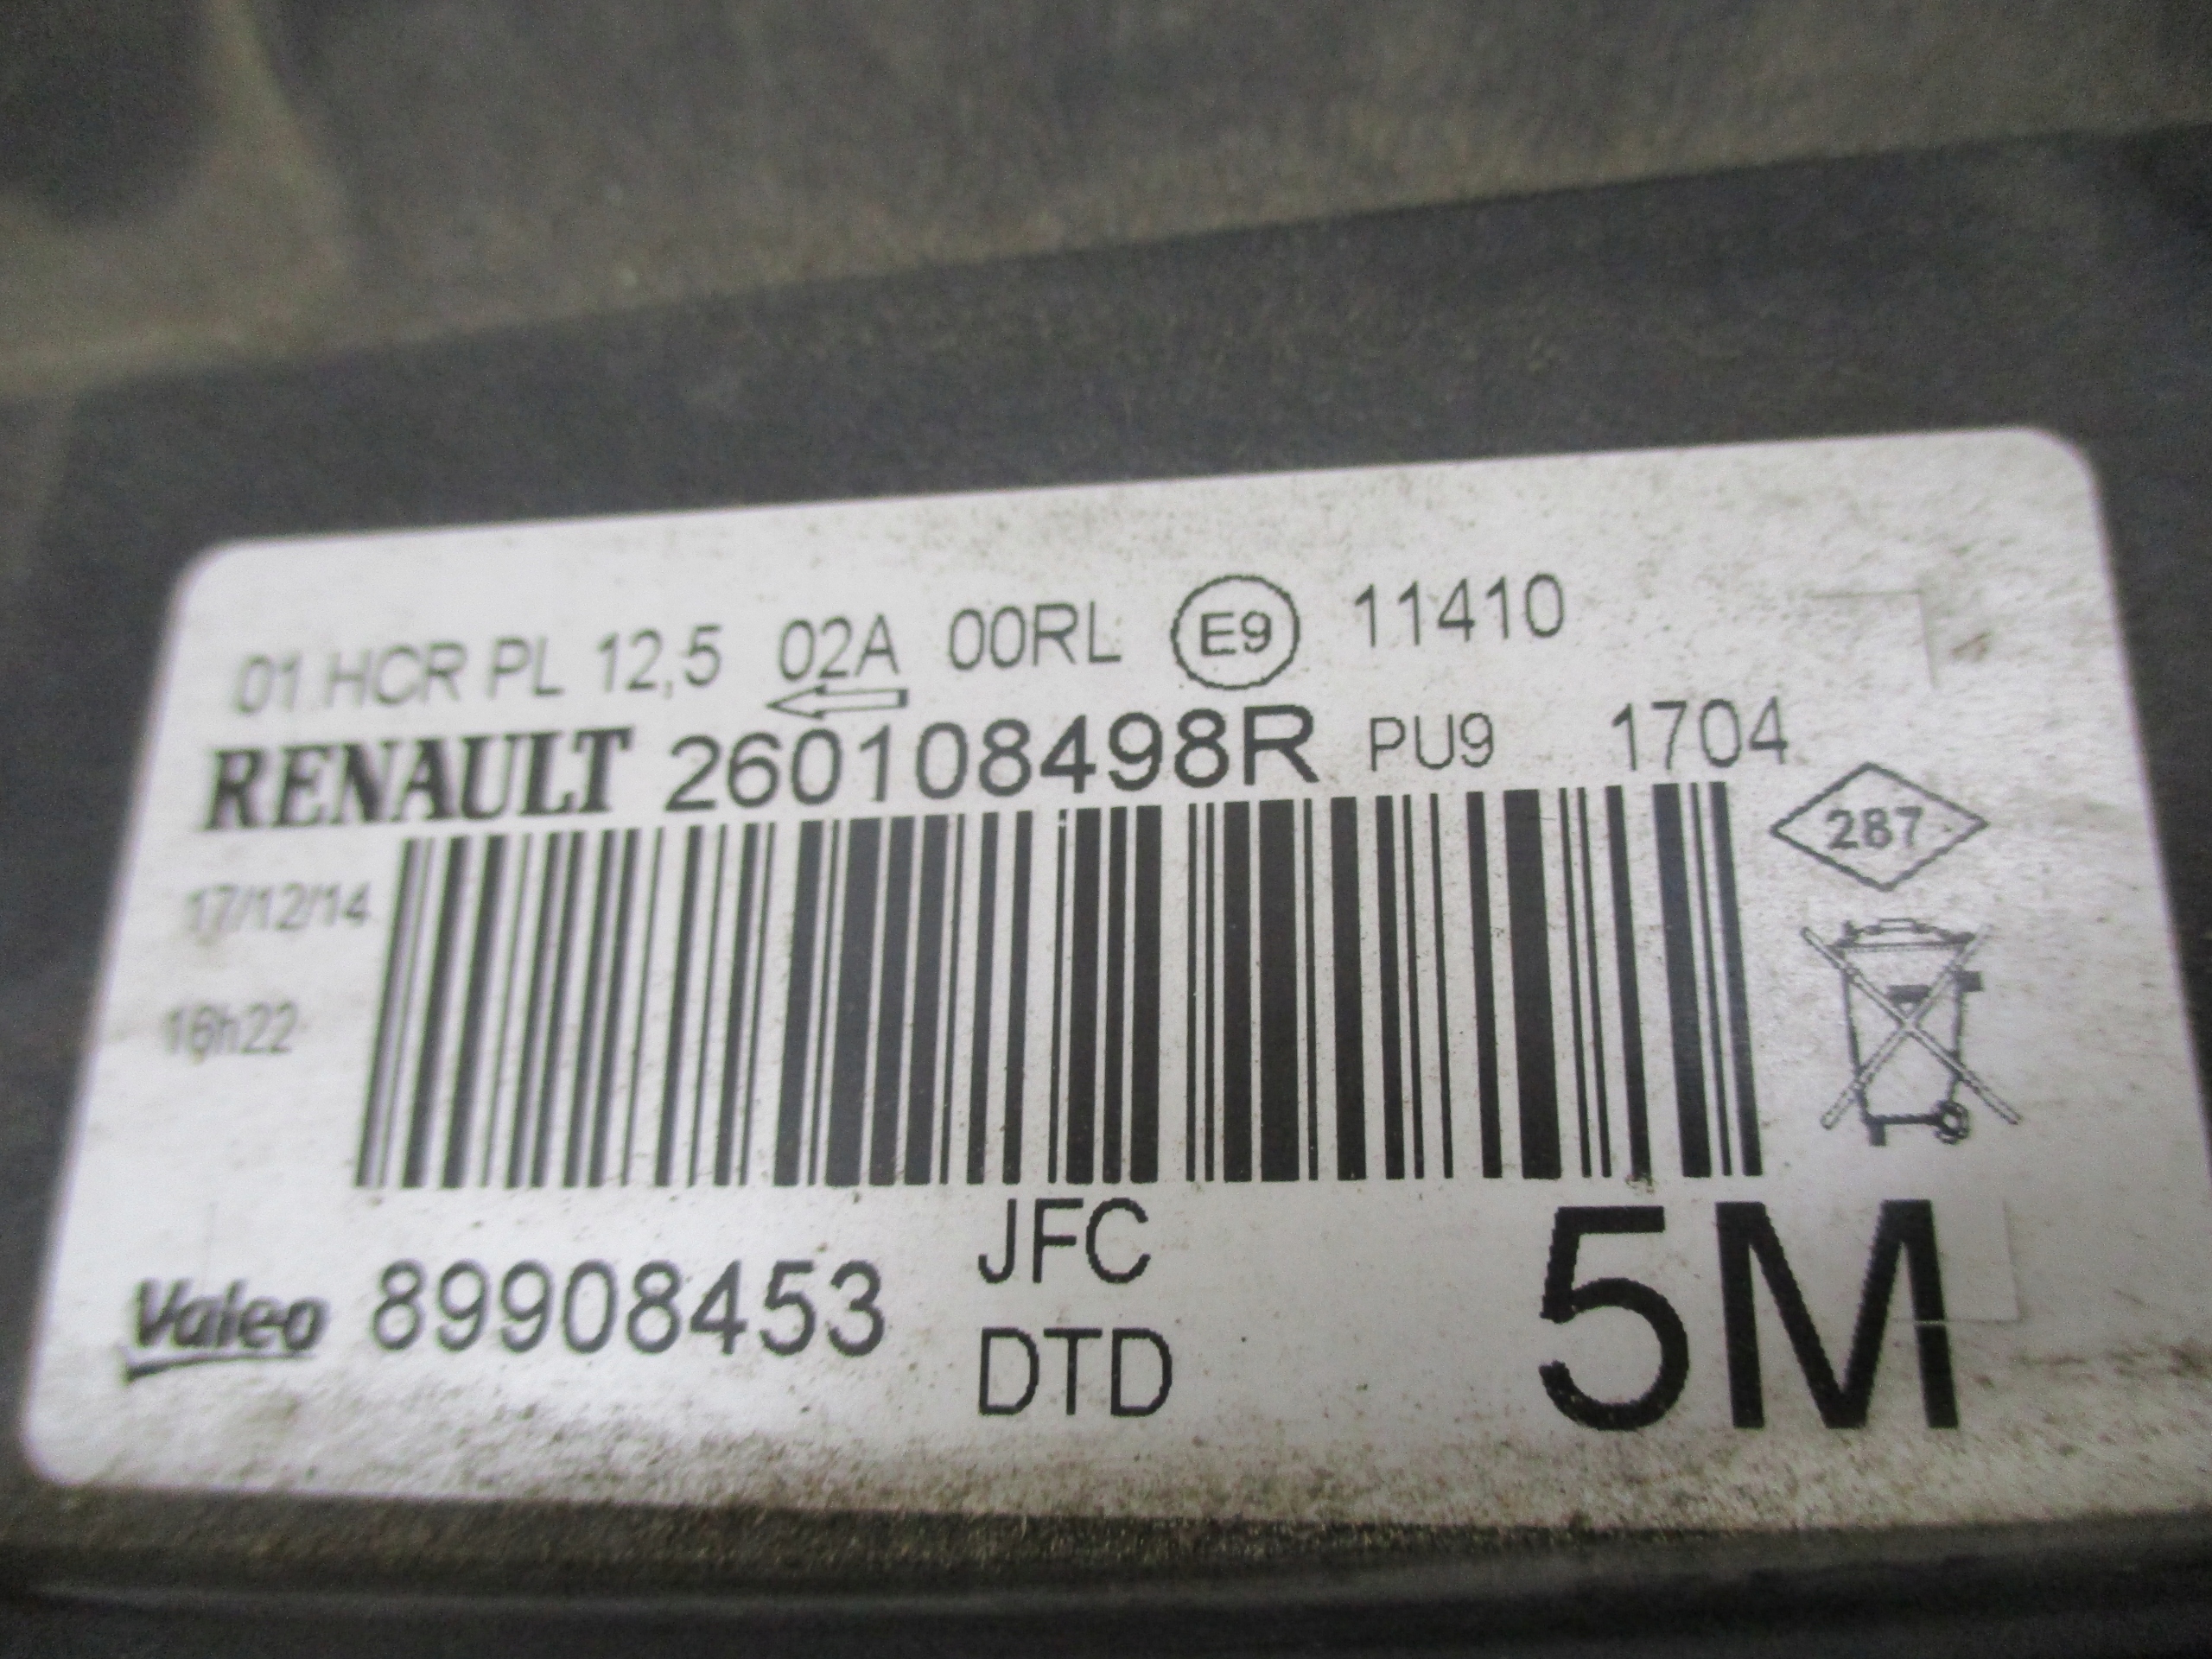 01 HCR PL 12,5 02A 00RL E9 11410
RENAULT 260108498R PU9 1704
287
17/12/14
16h22
Valeo 89908453 JFC
DTD
5M